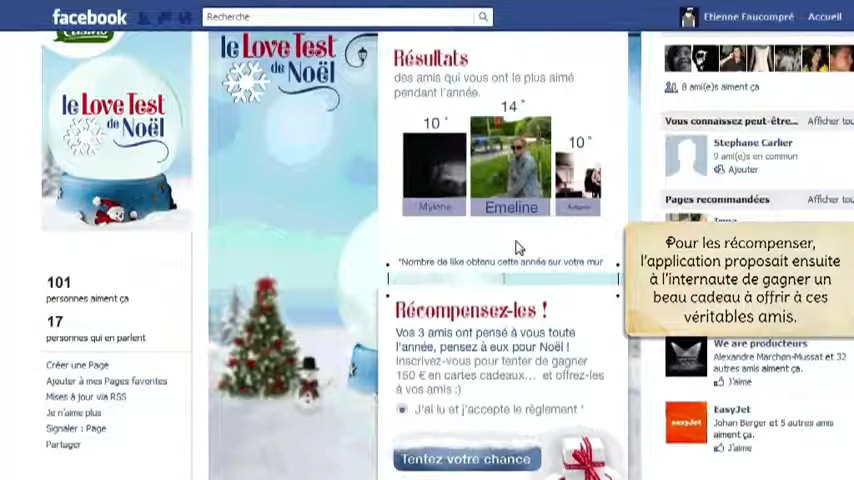 facebook
Recherche
Etienne Faucompré
Accueil
Casino
le Love Test
de Noël
101
personnes aiment ça
17
personnes qui en parlent
Créer une Page
Ajouter à mes Pages favorites
Mises à jour via RSS
Je n'aime plus
Signaler : Page
Partager
le Love Test
de Noël
Résultats
des amis qui vous ont le plus aimé
pendant l'année.
10 *
14 *
10 *
Mylene
Emeline
*Nombre de like obtenu cette année sur votre mur
Récompensez-les !
Vos 3 amis ont pensé à vous toute
l'année, pensez à eux pour Noël !
Inscrivez-vous pour tenter de gagner
150 € en cartes cadeaux... et offrez-les
à vos amis :)
J'ai lu et j'accepte le règlement *
Tentez votre chance
8 ami(e)s aiment ça
Vous connaissez peut-être...
Afficher tou
Stephane Carlier
9 ami(e)s en commun
Ajouter
Pages recommandées
Afficher tou
Pour les récompenser,
l'application proposait ensuite
à l'internaute de gagner un
beau cadeau à offrir à ces
véritables amis.
We are producteurs
Alexandre Marchon-Mussat et 32
autres amis aiment ça.
J'aime
easyJet
EasyJet
Johan Berger et 5 autres amis
aiment ça.
J'aime